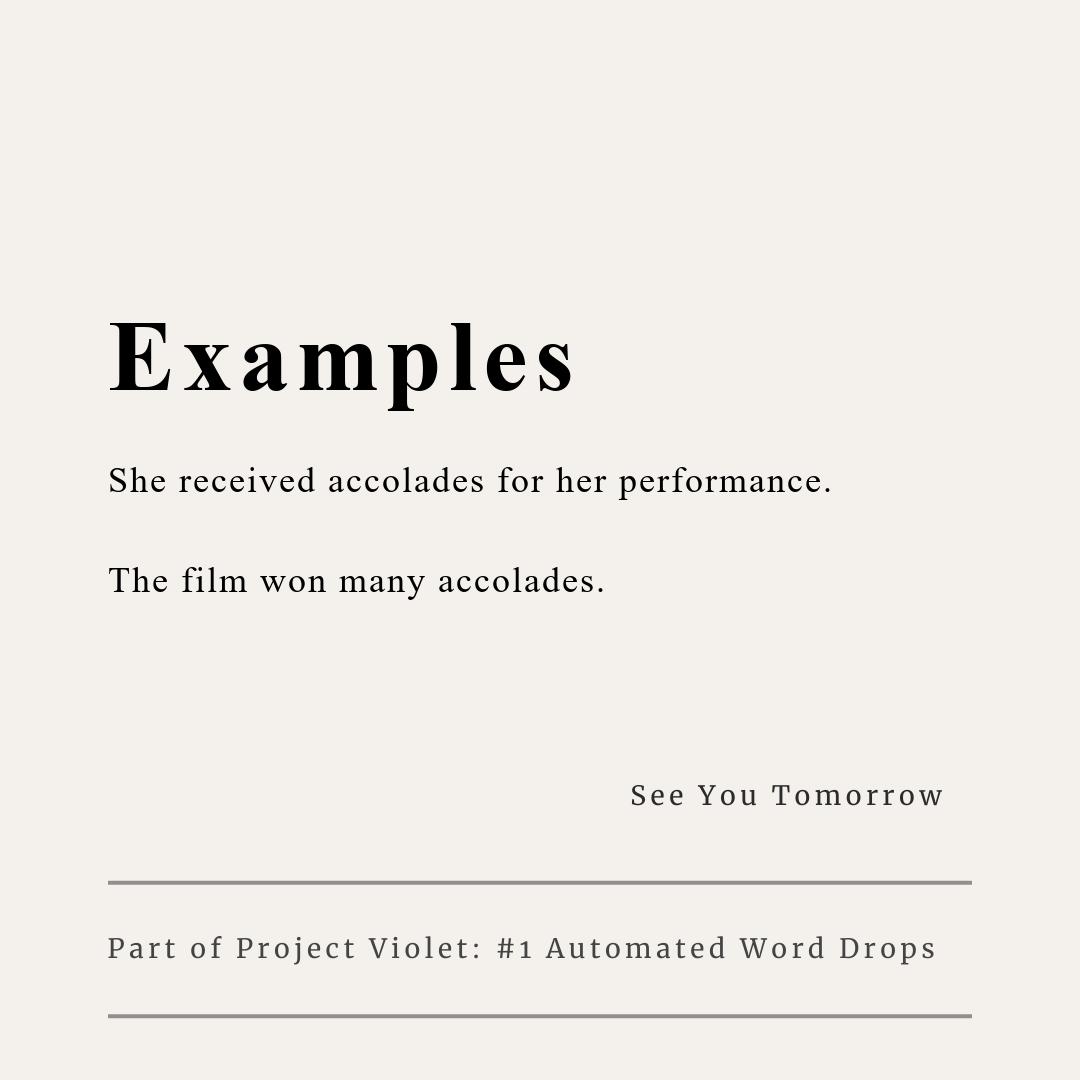 Examples
She received accolades for her performance.
The film won many accolades.
See You Tomorrow
Part of Project Violet: #1 Automated Word Drops